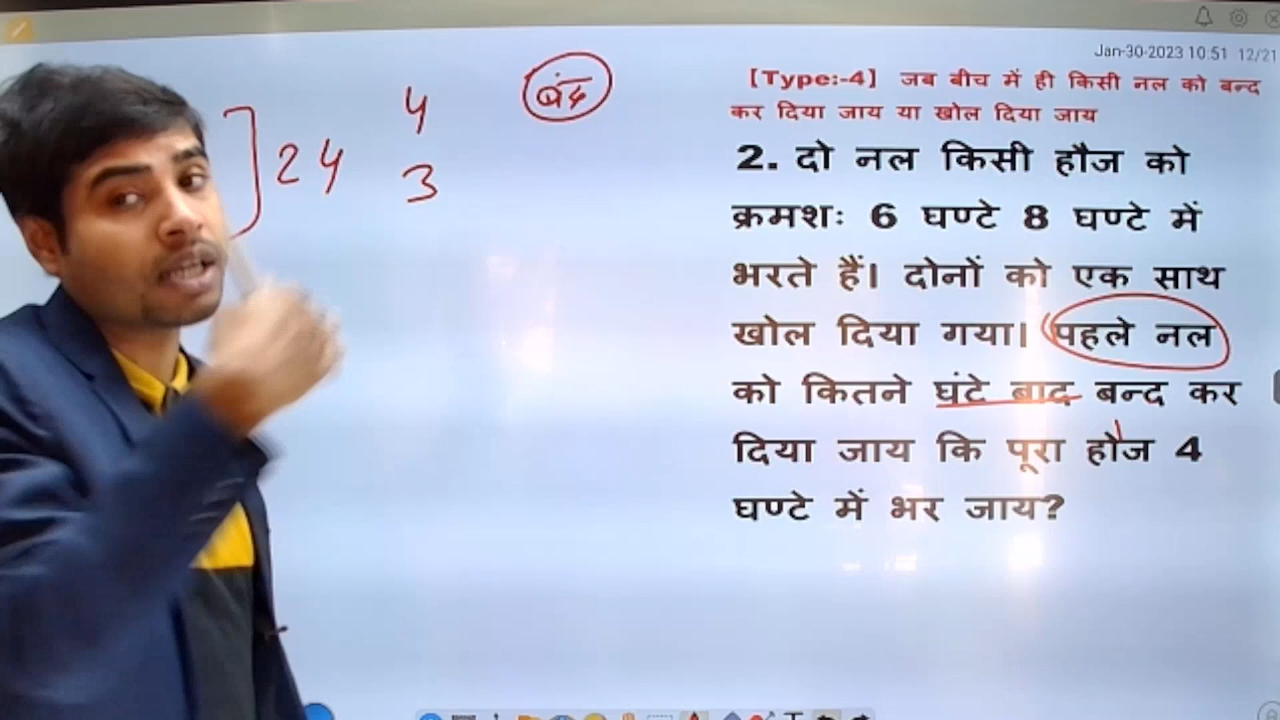 Jan-30-2023 10:51 12/21
[Type:-4] जब बीच में ही किसी नल को बन्द
कर दिया जाय या खोल दिया जाय
2. दो नल किसी हौज को
क्रमशः 6 घण्टे 8 घण्टे में
भरते हैं। दोनों को एक साथ
खोल दिया गया। पहले नल
को कितने घंटे बाद बन्द कर
दिया जाय कि पूरा हौज 4
घण्टे में भर जाय?
बंद
] 24
4
3